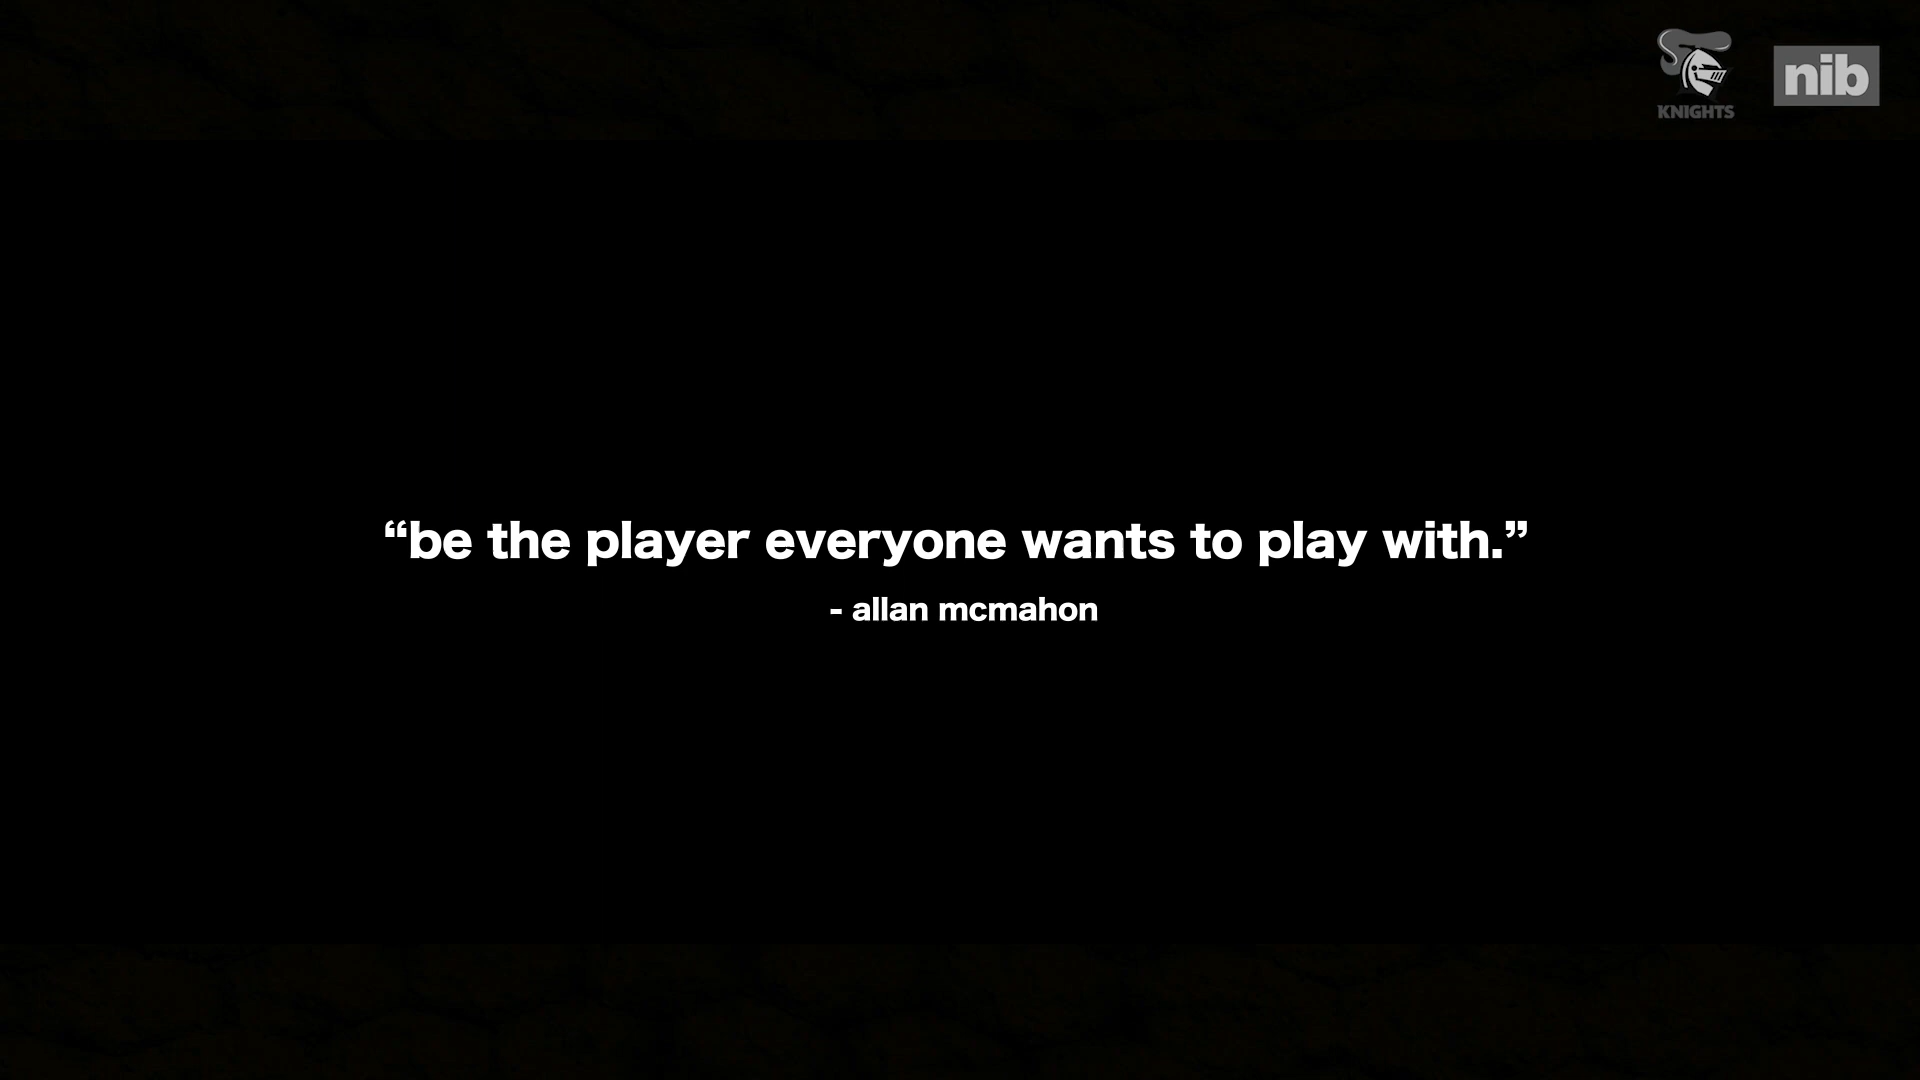 KNIGHTS
nib
“be the player everyone wants to play with.”
- allan mcmahon